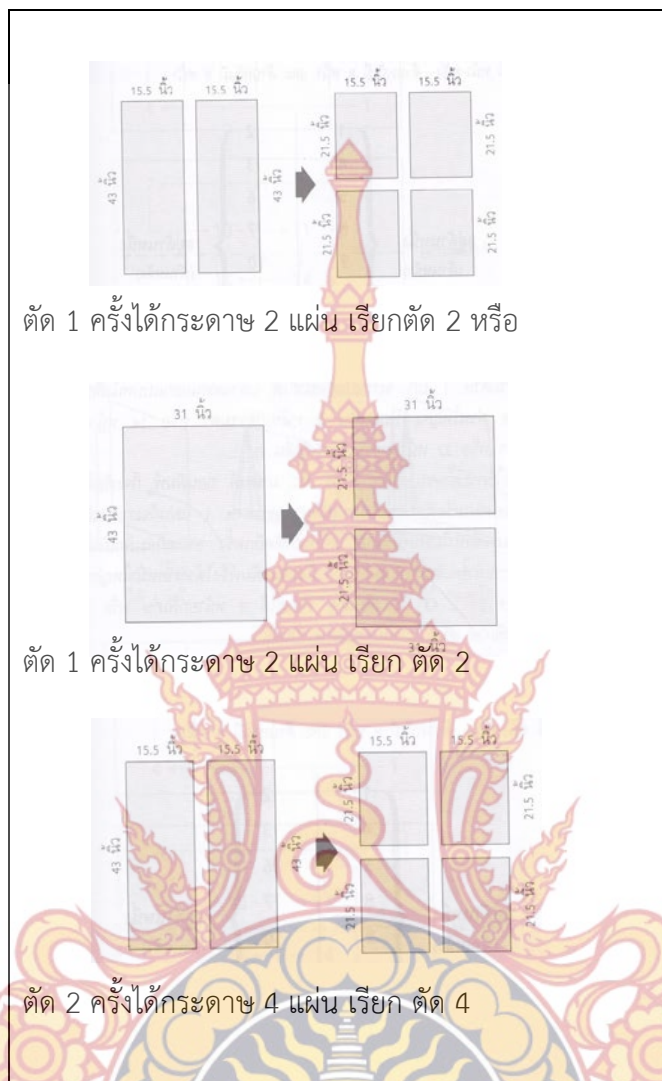 15.5 นิ้ว 15.5 นิ้ว 15.5 นิ้ว 15.5 นิ้ว
43 นิ้ว 43 นิ้ว 21.5 นิ้ว 21.5 นิ้ว
21.5 นิ้ว 21.5 นิ้ว
ตัด 1 ครั้งได้กระดาษ 2 แผ่น เรียกตัด 2 หรือ
31 นิ้ว 31 นิ้ว
43 นิ้ว 21.5 นิ้ว
21.5 นิ้ว
31 นิ้ว
ตัด 1 ครั้งได้กระดาษ 2 แผ่น เรียก ตัด 2
15.5 นิ้ว 15.5 นิ้ว 15.5 นิ้ว 15.5 นิ้ว
43 นิ้ว 43 นิ้ว 21.5 นิ้ว 21.5 นิ้ว
21.5 นิ้ว 21.5 นิ้ว
ตัด 2 ครั้งได้กระดาษ 4 แผ่น เรียก ตัด 4